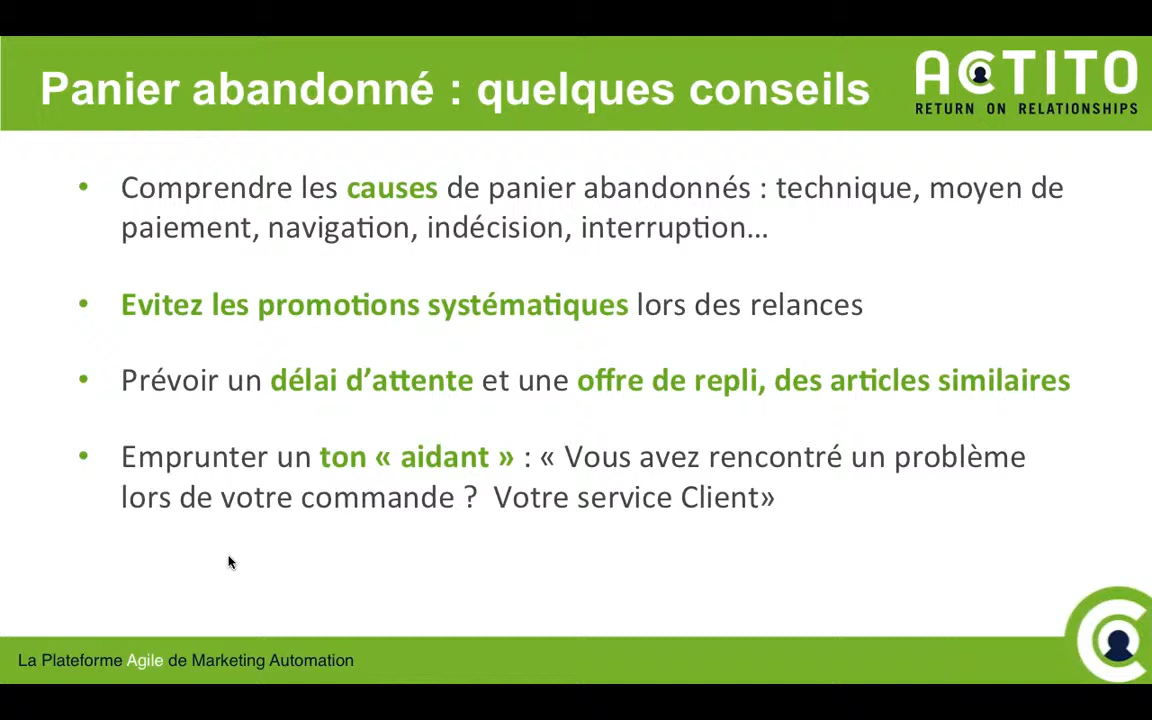 Panier abandonné : quelques conseils
ACTITO
RETURN ON RELATIONSHIPS
• Comprendre les causes de panier abandonnés : technique, moyen de
paiement, navigation, indécision, interruption…
• Evitez les promotions systématiques lors des relances
• Prévoir un délai d’attente et une offre de repli, des articles similaires
• Emprunter un ton « aidant » : « Vous avez rencontré un problème
lors de votre commande ?  Votre service Client»
La Plateforme Agile de Marketing Automation